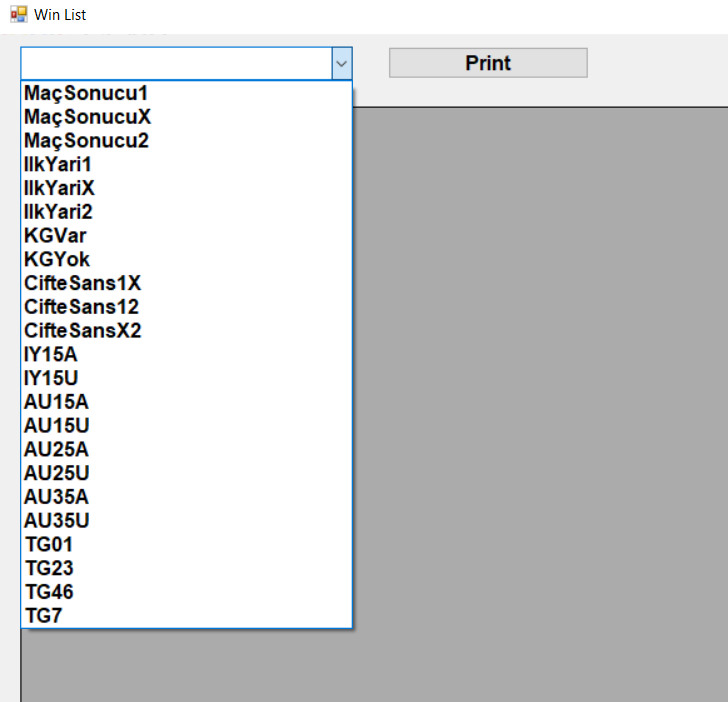 Win List
Print
MaçSonucu1
MaçSonucuX
MaçSonucu2
IlkYari1
IlkYariX
IlkYari2
KGVar
KGYok
CifteSans1X
CifteSans12
CifteSansX2
IY15A
IY15U
AU15A
AU15U
AU25A
AU25U
AU35A
AU35U
TG01
TG23
TG46
TG7